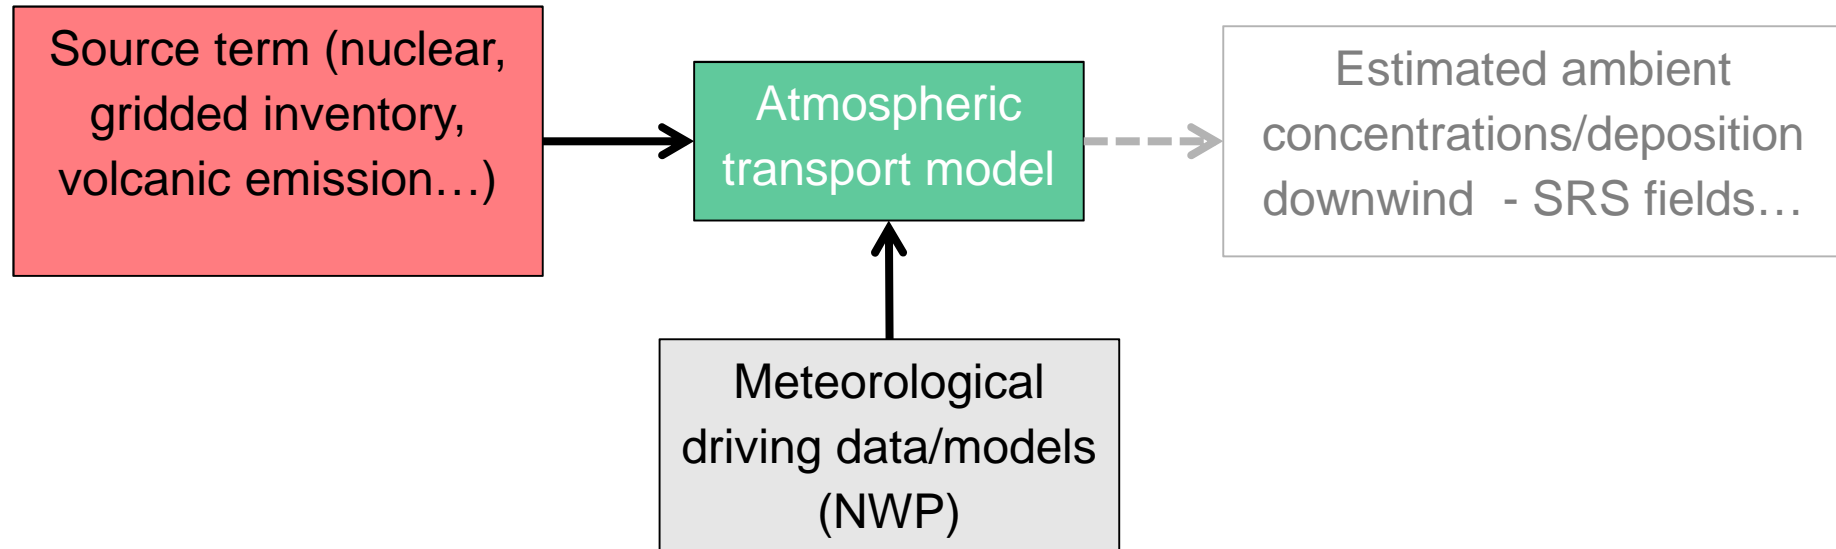 Source term (nuclear,
gridded inventory,
volcanic emission…)
Atmospheric
transport model
Estimated ambient
concentrations/deposition
downwind  - SRS fields…
Meteorological
driving data/models
(NWP)